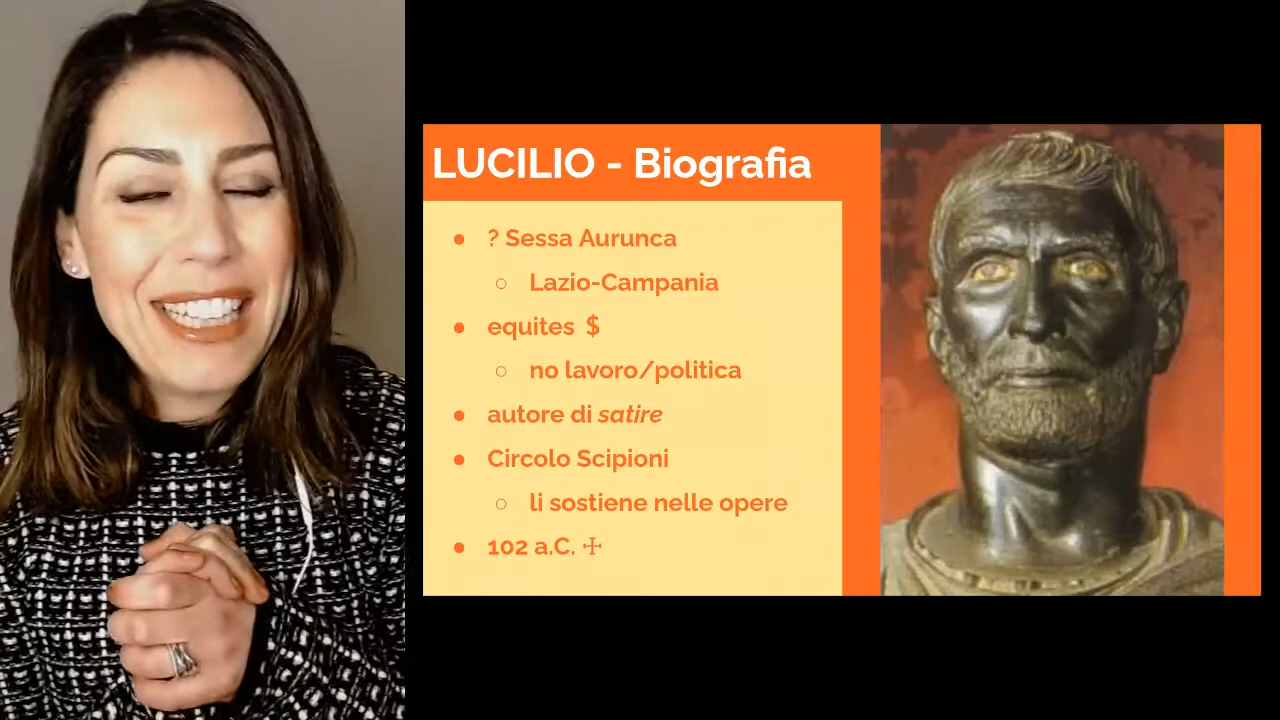 LUCILIO - Biografia
● ? Sessa Aurunca
○ Lazio-Campania
● equites $
○ no lavoro/politica
● autore di satire
● Circolo Scipioni
○ li sostiene nelle opere
● 102 a.C. ☩